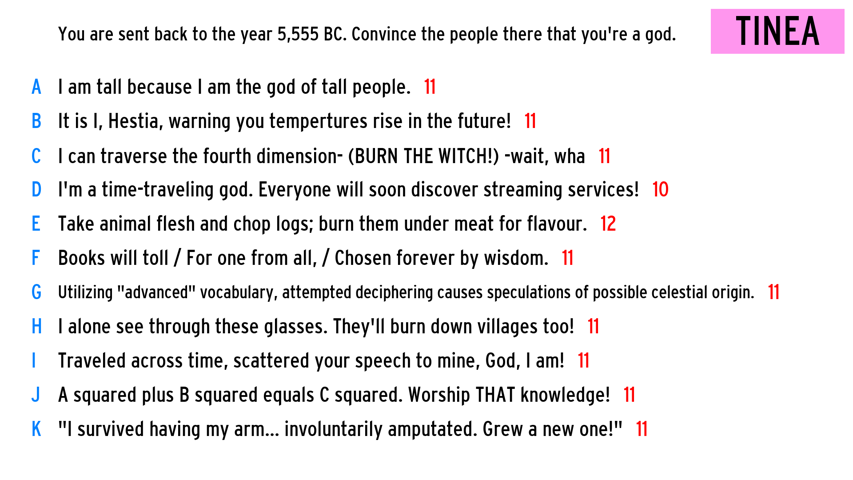 You are sent back to the year 5,555 BC. Convince the people there that you're a god.
TINEA
A I am tall because I am the god of tall people. 11
B It is I, Hestia, warning you tempertures rise in the future! 11
C I can traverse the fourth dimension- (BURN THE WITCH!) -wait, wha 11
D I'm a time-traveling god. Everyone will soon discover streaming services! 10
E Take animal flesh and chop logs; burn them under meat for flavour. 12
F Books will toll / For one from all, / Chosen forever by wisdom. 11
G Utilizing "advanced" vocabulary, attempted deciphering causes speculations of possible celestial origin. 11
H I alone see through these glasses. They'll burn down villages too! 11
I Traveled across time, scattered your speech to mine, God, I am! 11
J A squared plus B squared equals C squared. Worship THAT knowledge! 11
K "I survived having my arm... involuntarily amputated. Grew a new one!" 11